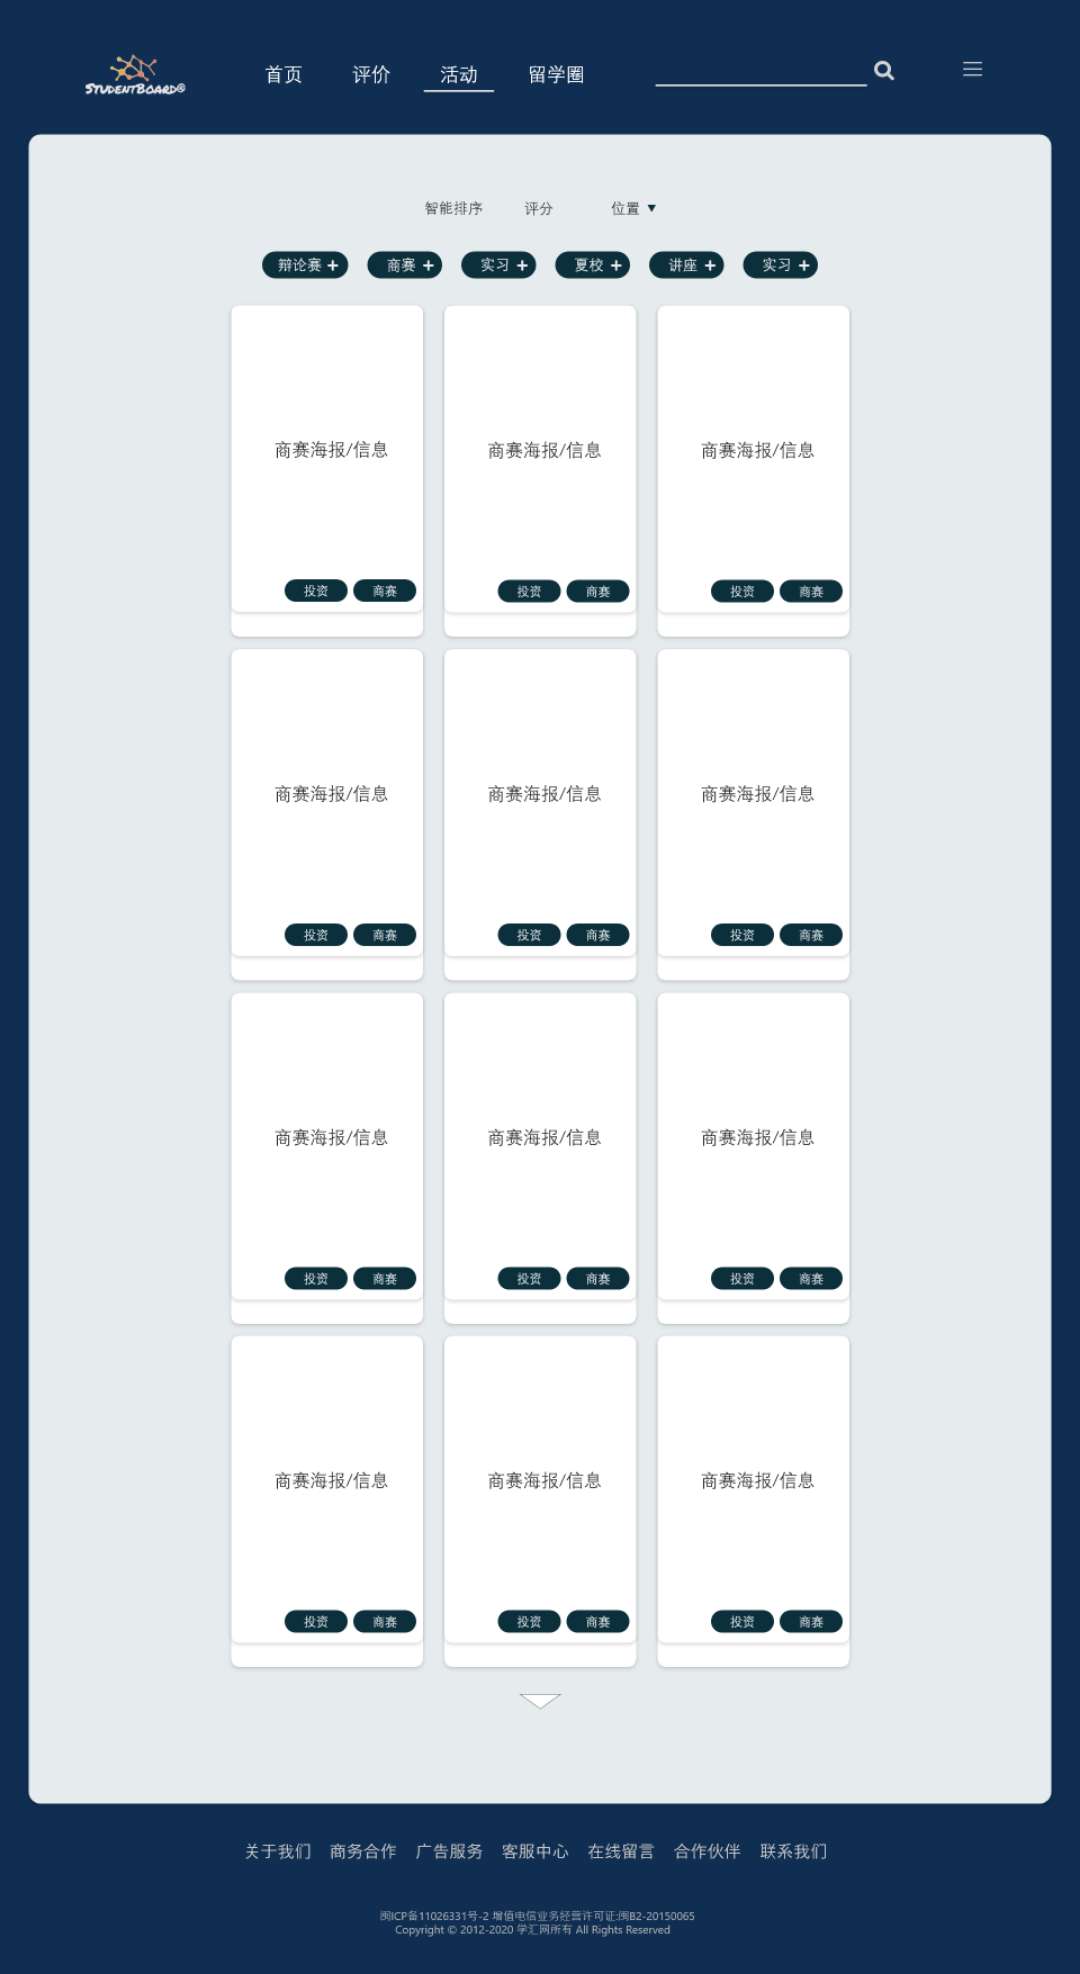 STUDENTBOARD®
首页 评价 活动 留学圈
智能排序 评分 位置
辩论赛 + 商赛 + 实习 + 夏校 + 讲座 + 实习 +
商赛海报/信息 商赛海报/信息 商赛海报/信息
投资 商赛 投资 商赛 投资 商赛
商赛海报/信息 商赛海报/信息 商赛海报/信息
投资 商赛 投资 商赛 投资 商赛
商赛海报/信息 商赛海报/信息 商赛海报/信息
投资 商赛 投资 商赛 投资 商赛
商赛海报/信息 商赛海报/信息 商赛海报/信息
投资 商赛 投资 商赛 投资 商赛
关于我们 商务合作 广告服务 客服中心 在线留言 合作伙伴 联系我们
闽ICP备11026331号-2 增值电信业务经营许可证:闽B2-20150065
Copyright © 2012-2020 学汇网所有 All Rights Reserved